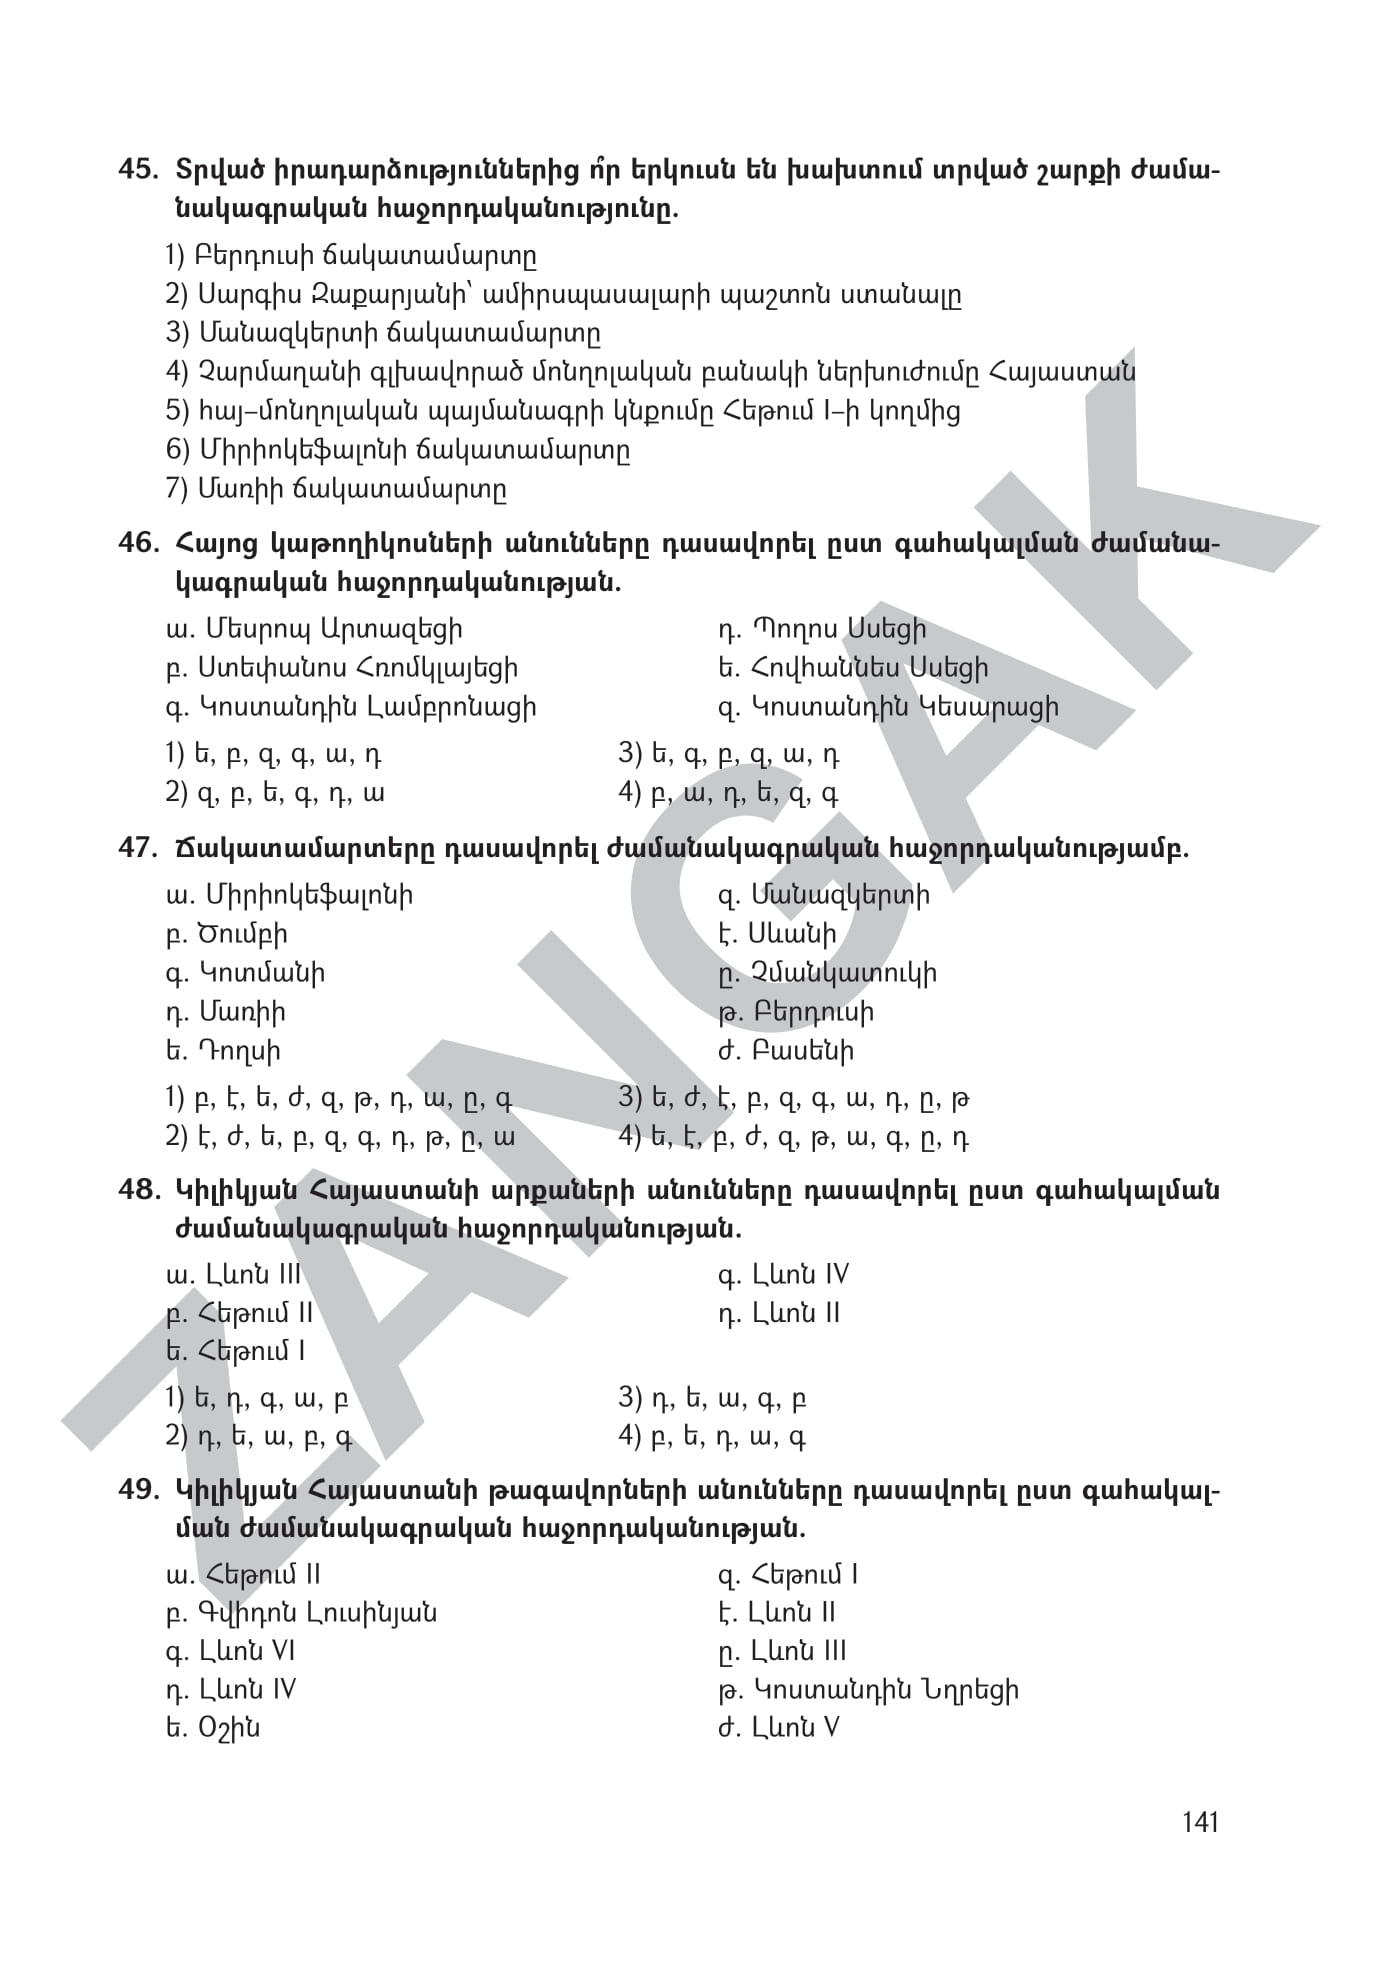 45. Տրված իրադարձություններից ո՞ր երկուսն են խախտում տրված շարքի ժամա-
նակագրական հաջորդականությունը.
1) Բերդուսի ճակատամարտը
2) Սարգիս Զաքարյանի՝ ամիրսպասալարի պաշտոն ստանալը
3) Մանազկերտի ճակատամարտը
4) Չարմաղանի գլխավորած մոնղոլական բանակի ներխուժումը Հայաստան
5) հայ–մոնղոլական պայմանագրի կնքումը Հեթում I–ի կողմից
6) Միրիոկեֆալոնի ճակատամարտը
7) Մառիի ճակատամարտը
46. Հայոց կաթողիկոսների անունները դասավորել ըստ գահակալման ժամանա-
կագրական հաջորդականության.
ա. Մեսրոպ Արտազեցի
դ. Պողոս Սսեցի
բ. Ստեփանոս Հռոմկլայեցի
ե. Հովհաննես Սսեցի
գ. Կոստանդին Լամբրոնացի
զ. Կոստանդին Կեսարացի
1) ե, բ, զ, գ, ա, դ
3) ե, գ, բ, զ, ա, դ
2) զ, բ, ե, գ, դ, ա
4) բ, ա, դ, ե, զ, գ
47. Ճակատամարտերը դասավորել ժամանակագրական հաջորդականությամբ.
ա. Միրիոկեֆալոնի
զ. Մանազկերտի
բ. Ծումբի
է. Սևանի
գ. Կոտմանի
ը. Չմանկատուկի
դ. Մառիի
թ. Բերդուսի
ե. Դողսի
ժ. Բասենի
1) բ, է, ե, ժ, զ, թ, դ, ա, ը, գ
3) ե, ժ, է, բ, զ, գ, ա, դ, ը, թ
2) է, ժ, ե, բ, զ, գ, դ, թ, ը, ա
4) ե, է, բ, ժ, զ, թ, ա, գ, ը, դ
48. Կիլիկյան Հայաստանի արքաների անունները դասավորել ըստ գահակալման
ժամանակագրական հաջորդականության.
ա. Լևոն III
գ. Լևոն IV
բ. Հեթում II
դ. Լևոն II
ե. Հեթում I
1) ե, դ, գ, ա, բ
3) դ, ե, ա, գ, բ
2) դ, ե, ա, բ, գ
4) բ, ե, դ, ա, գ
49. Կիլիկյան Հայաստանի թագավորների անունները դասավորել ըստ գահակալ-
ման ժամանակագրական հաջորդականության.
ա. Հեթում II
զ. Հեթում I
բ. Գվիդոն Լուսինյան
է. Լևոն II
գ. Լևոն VI
ը. Լևոն III
դ. Լևոն IV
թ. Կոստանդին Նղրեցի
ե. Օշին
ժ. Լևոն V
141
ZANGAK